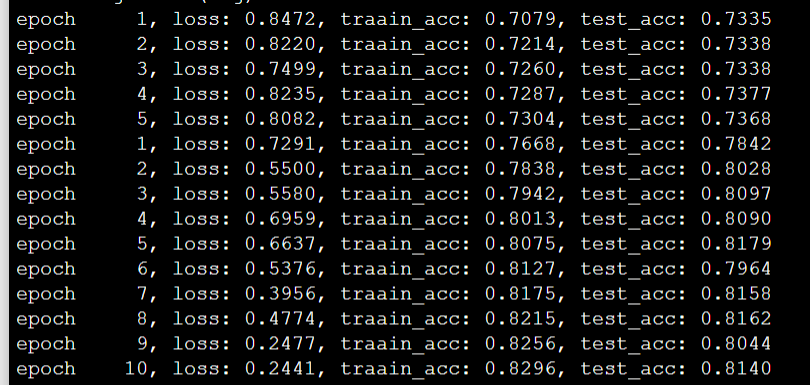 epoch     1, loss: 0.8472, traain_acc: 0.7079, test_acc: 0.7335
epoch     2, loss: 0.8220, traain_acc: 0.7214, test_acc: 0.7338
epoch     3, loss: 0.7499, traain_acc: 0.7260, test_acc: 0.7338
epoch     4, loss: 0.8235, traain_acc: 0.7287, test_acc: 0.7377
epoch     5, loss: 0.8082, traain_acc: 0.7304, test_acc: 0.7368
epoch     1, loss: 0.7291, traain_acc: 0.7668, test_acc: 0.7842
epoch     2, loss: 0.5500, traain_acc: 0.7838, test_acc: 0.8028
epoch     3, loss: 0.5580, traain_acc: 0.7942, test_acc: 0.8097
epoch     4, loss: 0.6959, traain_acc: 0.8013, test_acc: 0.8090
epoch     5, loss: 0.6637, traain_acc: 0.8075, test_acc: 0.8179
epoch     6, loss: 0.5376, traain_acc: 0.8127, test_acc: 0.7964
epoch     7, loss: 0.3956, traain_acc: 0.8175, test_acc: 0.8158
epoch     8, loss: 0.4774, traain_acc: 0.8215, test_acc: 0.8162
epoch     9, loss: 0.2477, traain_acc: 0.8256, test_acc: 0.8044
epoch    10, loss: 0.2441, traain_acc: 0.8296, test_acc: 0.8140